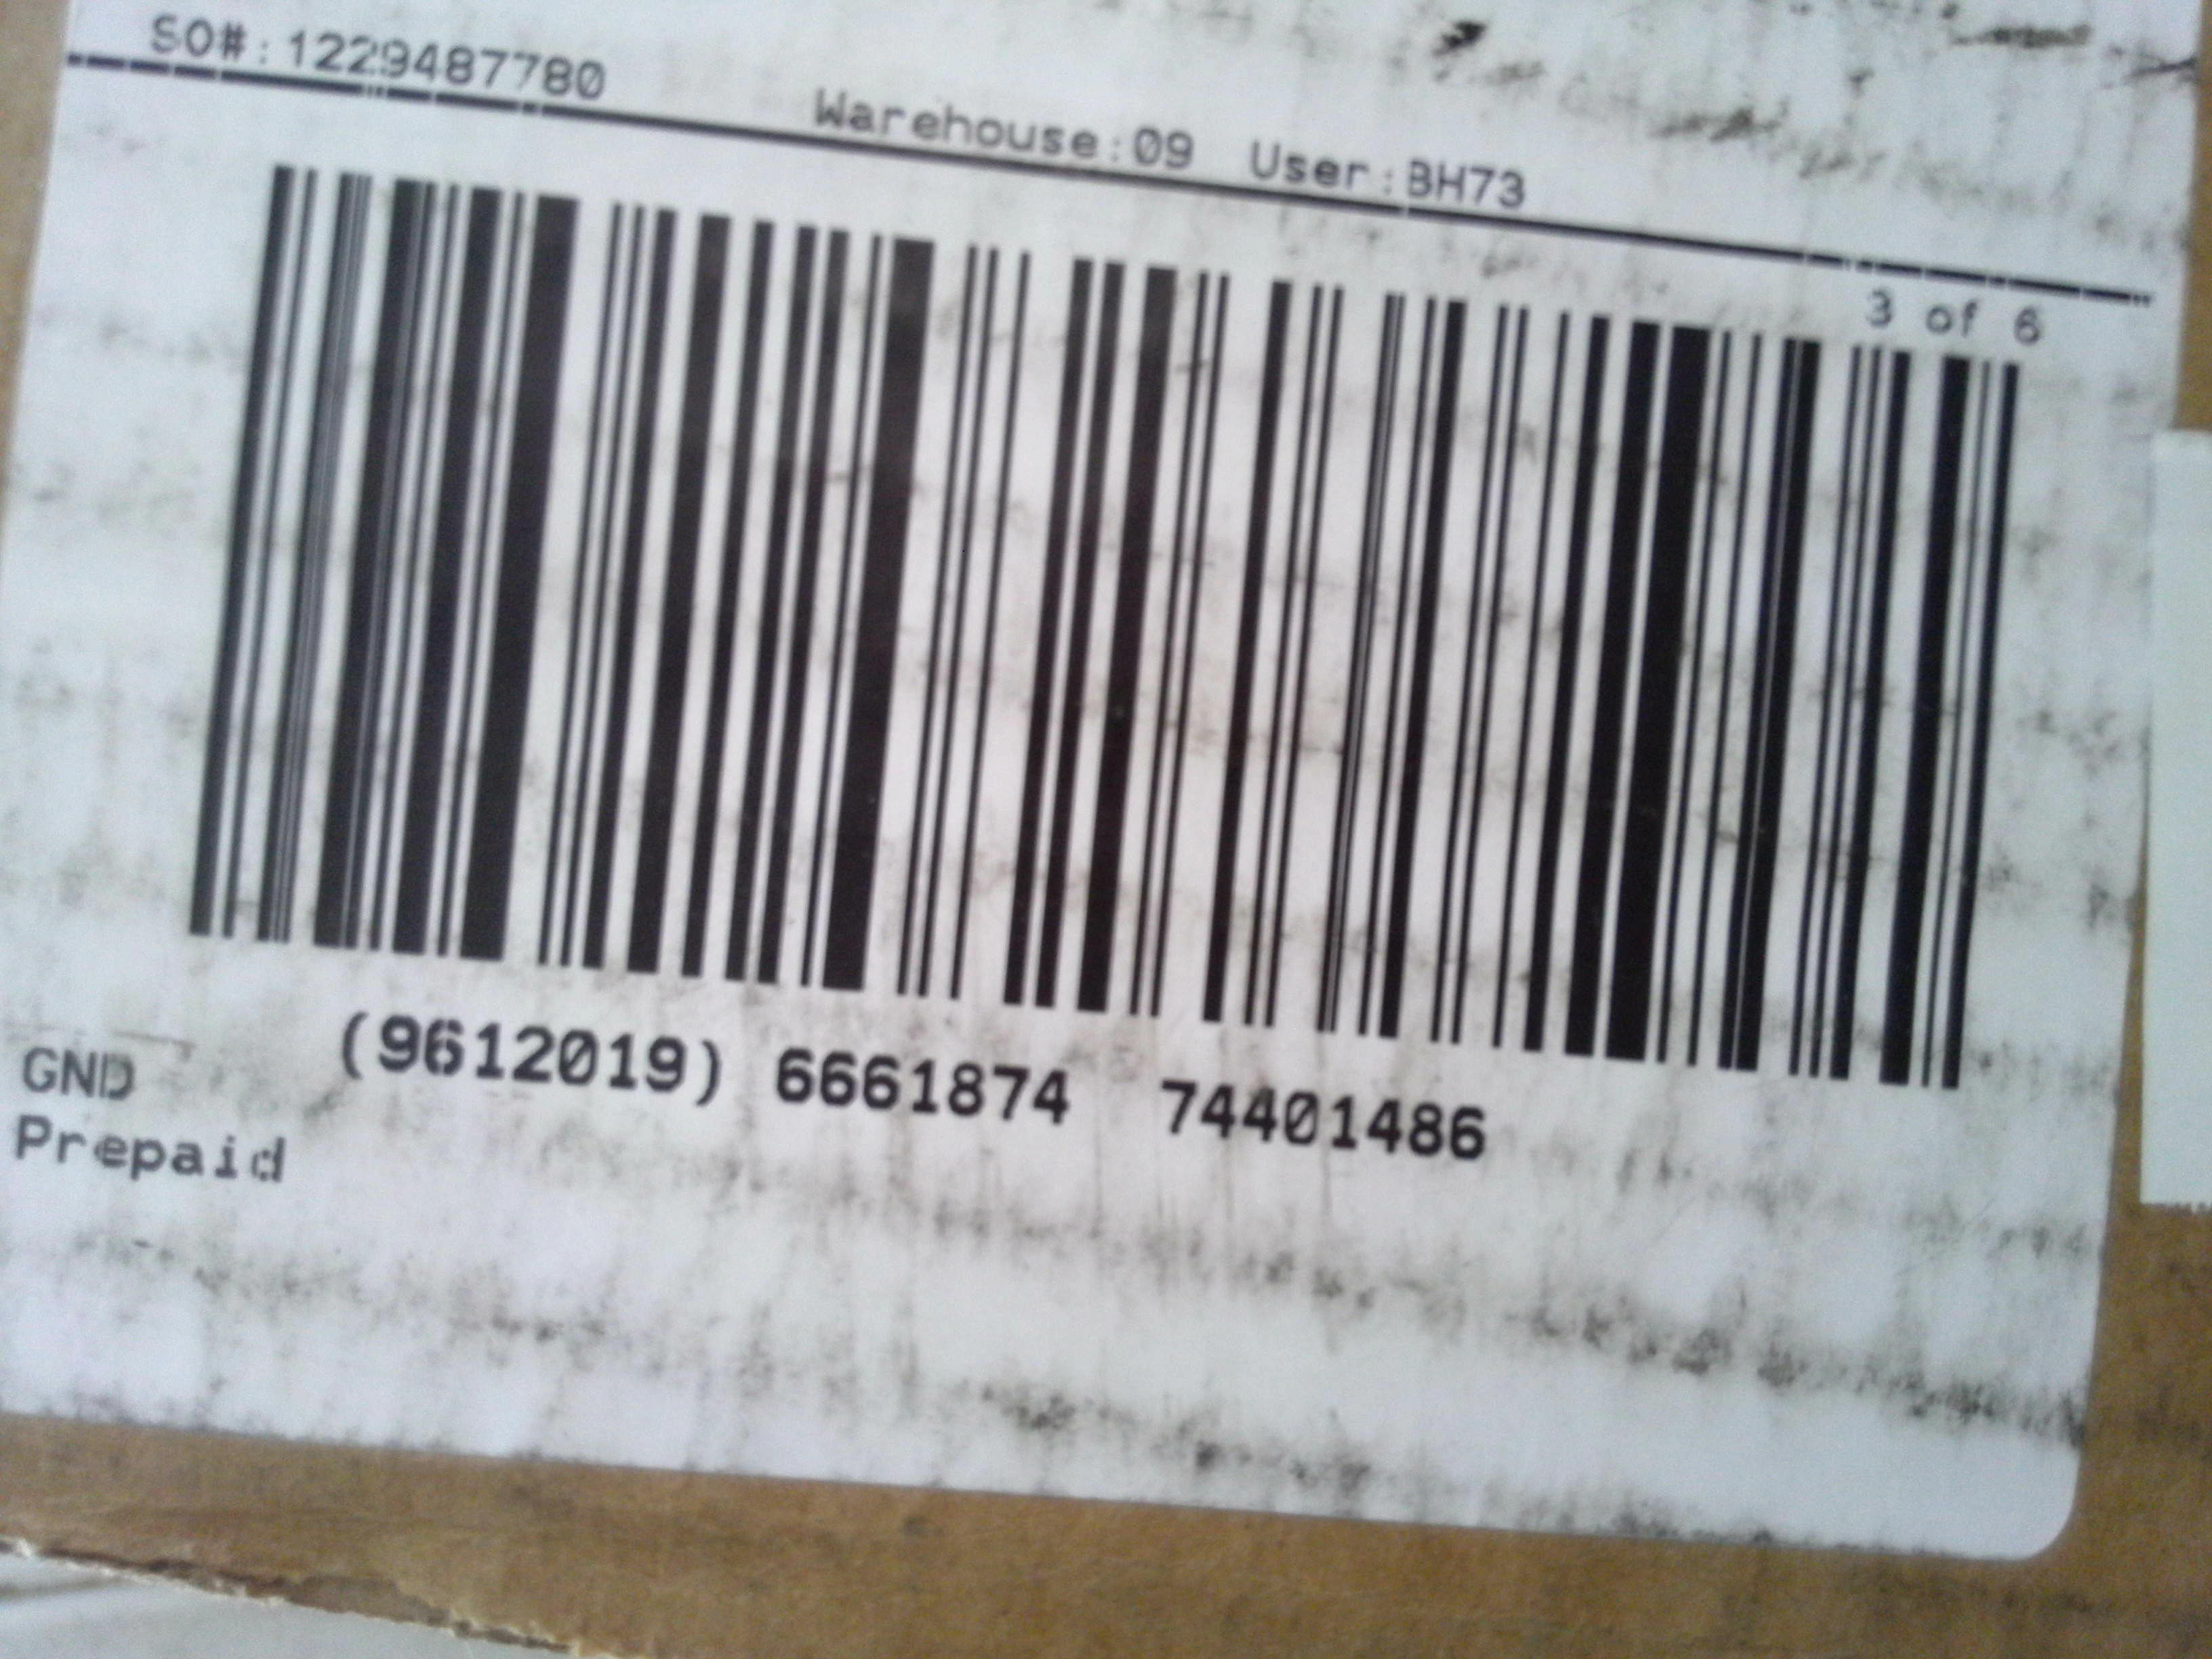 SO#:1229487780
Warehouse:09 User:BH73
3 of 6
(9612019) 6661874 74401486
GND
Prepaid